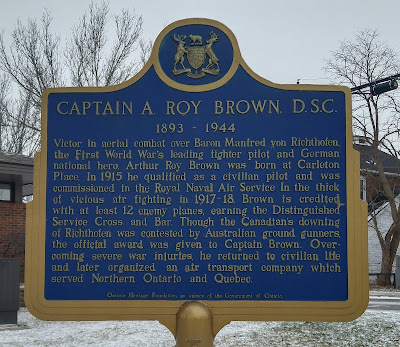 CAPTAIN A. ROY BROWN, D.S.C.
1893 - 1944
Victor in aerial combat over Baron Manfred von Richthofen,
the First World War's leading fighter pilot and German
national hero, Arthur Roy Brown was born at Carleton
Place. In 1915 he qualified as a civilian pilot and was
commissioned in the Royal Naval Air Service. In the thick
of vicious air fighting in 1917-18, Brown is credited
with at least 12 enemy planes, earning the Distinguished
Service Cross and Bar. Though the Canadian's downing
of Richthofen was contested by Australian ground gunners,
the official award was given to Captain Brown. Over-
coming severe war injuries, he returned to civilian life
and later organized an air transport company which
served Northern Ontario and Quebec.
Ontario Heritage Foundation, an agency of the Government of Ontario